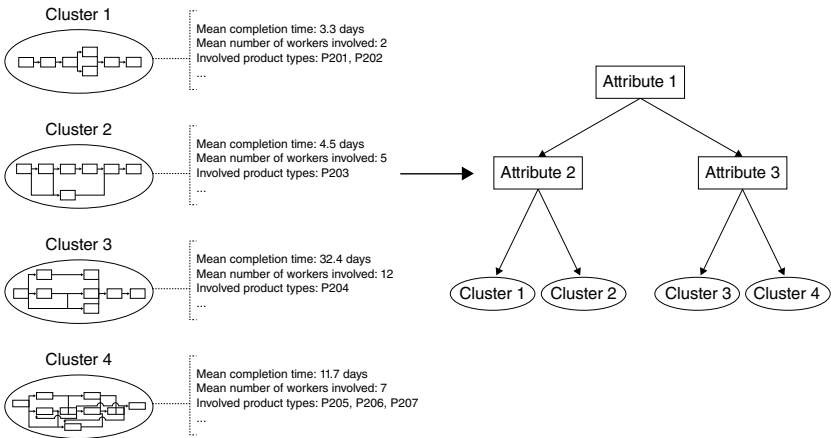 Cluster 1
Mean completion time: 3.3 days
Mean number of workers involved: 2
Involved product types: P201, P202
...
Cluster 2
Mean completion time: 4.5 days
Mean number of workers involved: 5
Involved product types: P203
...
Cluster 3
Mean completion time: 32.4 days
Mean number of workers involved: 12
Involved product types: P204
...
Cluster 4
Mean completion time: 11.7 days
Mean number of workers involved: 7
Involved product types: P205, P206, P207
...
Attribute 1
Attribute 2
Attribute 3
Cluster 1
Cluster 2
Cluster 3
Cluster 4